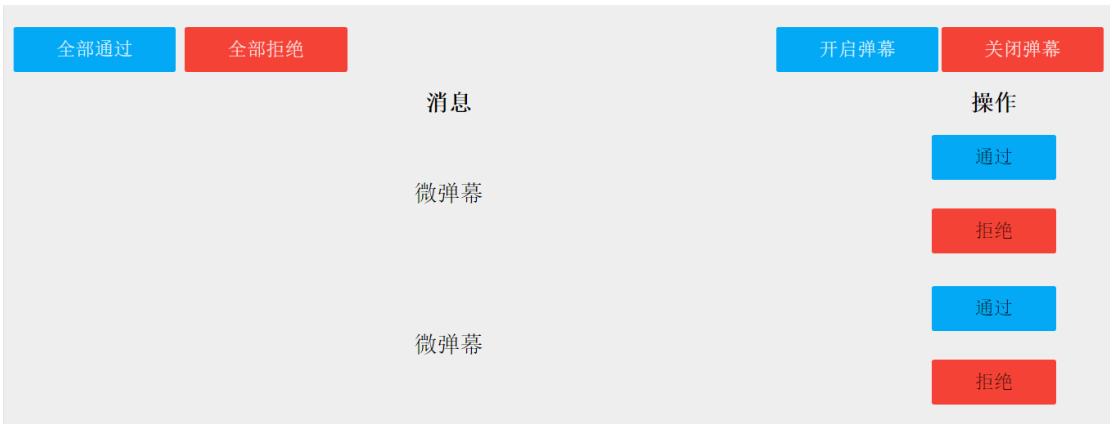 全部通过 全部拒绝 开启弹幕 关闭弹幕
消息 操作
通过
微弹幕
拒绝
通过
微弹幕
拒绝